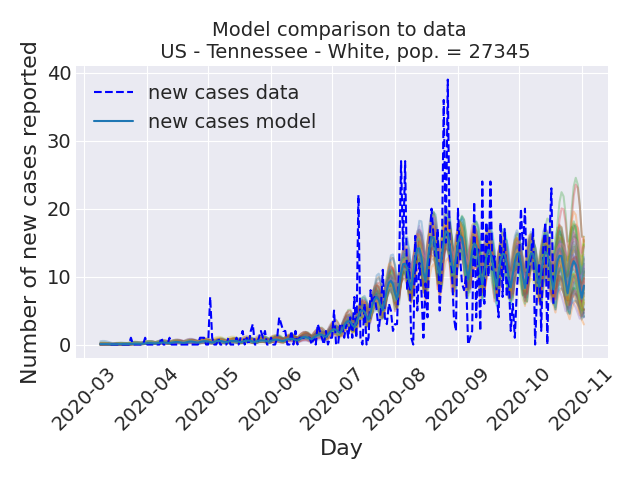 Model comparison to data
US - Tennessee - White, pop. = 27345
Number of new cases reported
40
30
20
10
0
new cases data
new cases model
2020-03
2020-04
2020-05
2020-06
2020-07
2020-08
2020-09
2020-10
2020-11
Day